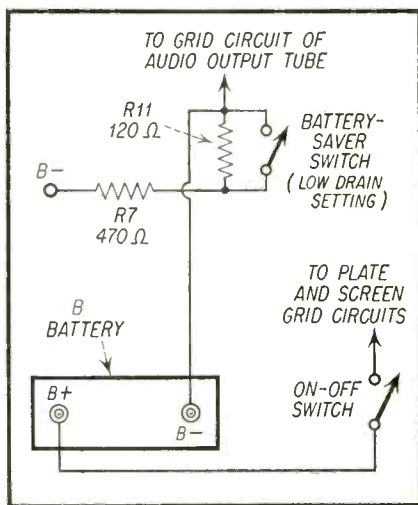 TO GRID CIRCUIT OF
AUDIO OUTPUT TUBE
R11
120 Ω
BATTERY-
SAVER
SWITCH
(LOW DRAIN
SETTING)
B-
R7
470 Ω
TO PLATE
AND SCREEN
GRID CIRCUITS
B
BATTERY
ON-OFF
SWITCH
B+
B-